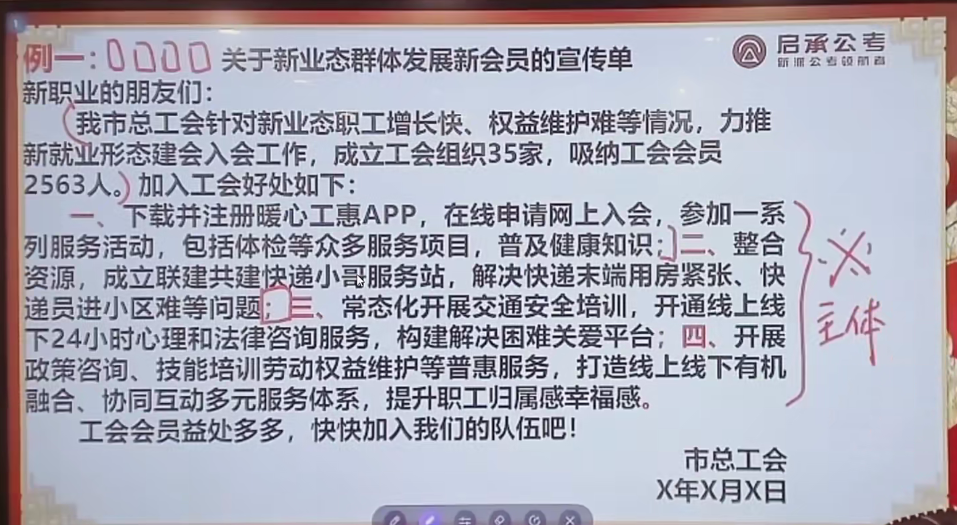 1
例一：关于新业态群体发展新会员的宣传单
启承公考
新派公考领航者
新职业的朋友们：
我市总工会针对新业态职工增长快、权益维护难等情况，力推
新就业形态建会入会工作，成立工会组织35家，吸纳工会会员
2563人。加入工会好处如下：
一、下载并注册暖心工惠APP，在线申请网上入会，参加一系
列服务活动，包括体检等众多服务项目，普及健康知识；二、整合
资源，成立联建共建快递小哥服务站，解决快递末端用房紧张、快
递员进小区难等问题；三、常态化开展交通安全培训，开通线上线
下24小时心理和法律咨询服务，构建解决困难关爱平台；四、开展
政策咨询、技能培训劳动权益维护等普惠服务，打造线上线下有机
融合、协同互动多元服务体系，提升职工归属感幸福感。
主体
工会会员益处多多，快快加入我们的队伍吧！
市总工会
X年X月X日